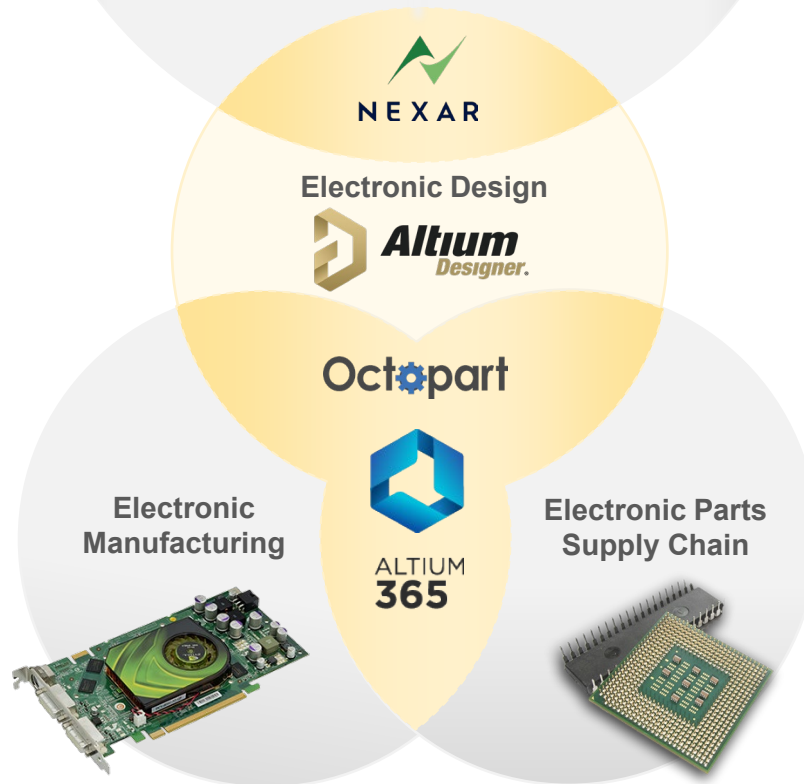 NEXAR
Electronic Design
Altium
Designer®
Octopart
Electronic
Manufacturing
Electronic Parts
Supply Chain
ALTIUM
365